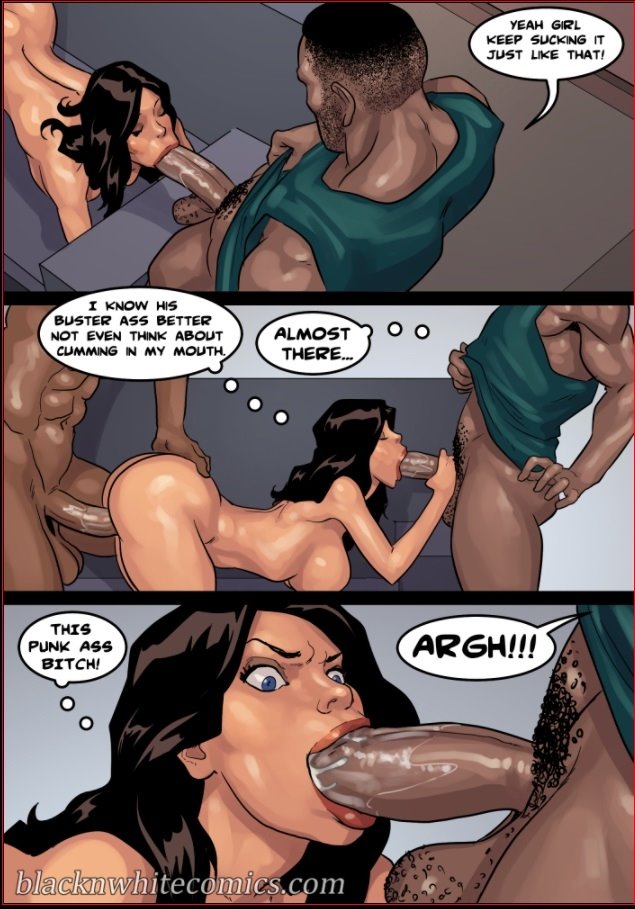 YEAH GIRL
KEEP SUCKING IT
JUST LIKE THAT!
I KNOW HIS
BUSTER ASS BETTER
NOT EVEN THINK ABOUT
CUMMING IN MY MOUTH.
ALMOST
THERE...
THIS
PUNK ASS
BITCH!
ARGH!!!
blacknwhitecomics.com